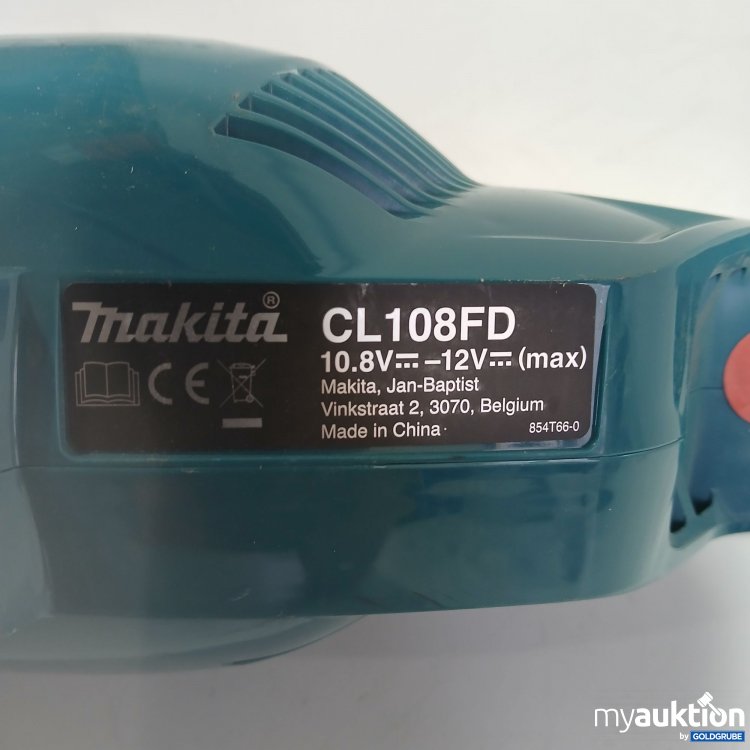 makita®
CL108FD
10.8V⎓–12V⎓(max)
Makita, Jan-Baptist
Vinkstraat 2, 3070, Belgium
Made in China
854T66-0
CE
myauktion
by GOLDGRUBE